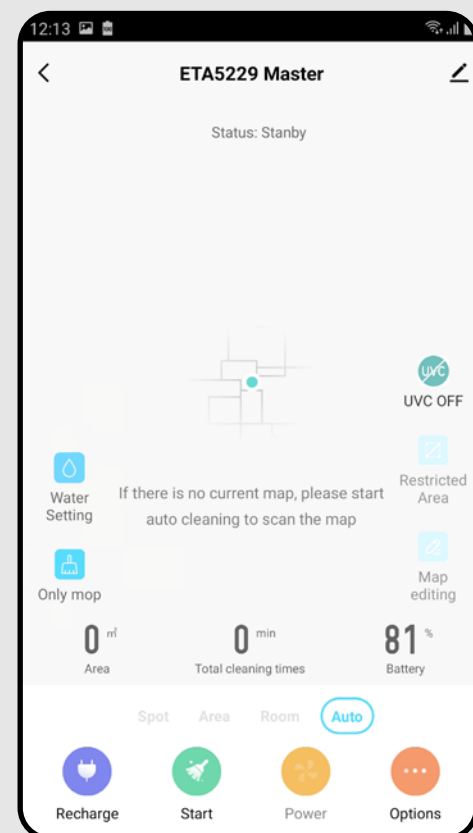 12:13
ETA5229 Master
Status: Stanby
UVC
UVC OFF
Water
Setting
If there is no current map, please start
auto cleaning to scan the map
Restricted
Area
Only mop
Map
editing
0 ㎡
Area
0 min
Total cleaning times
81 %
Battery
Spot Area Room Auto
Recharge Start Power Options